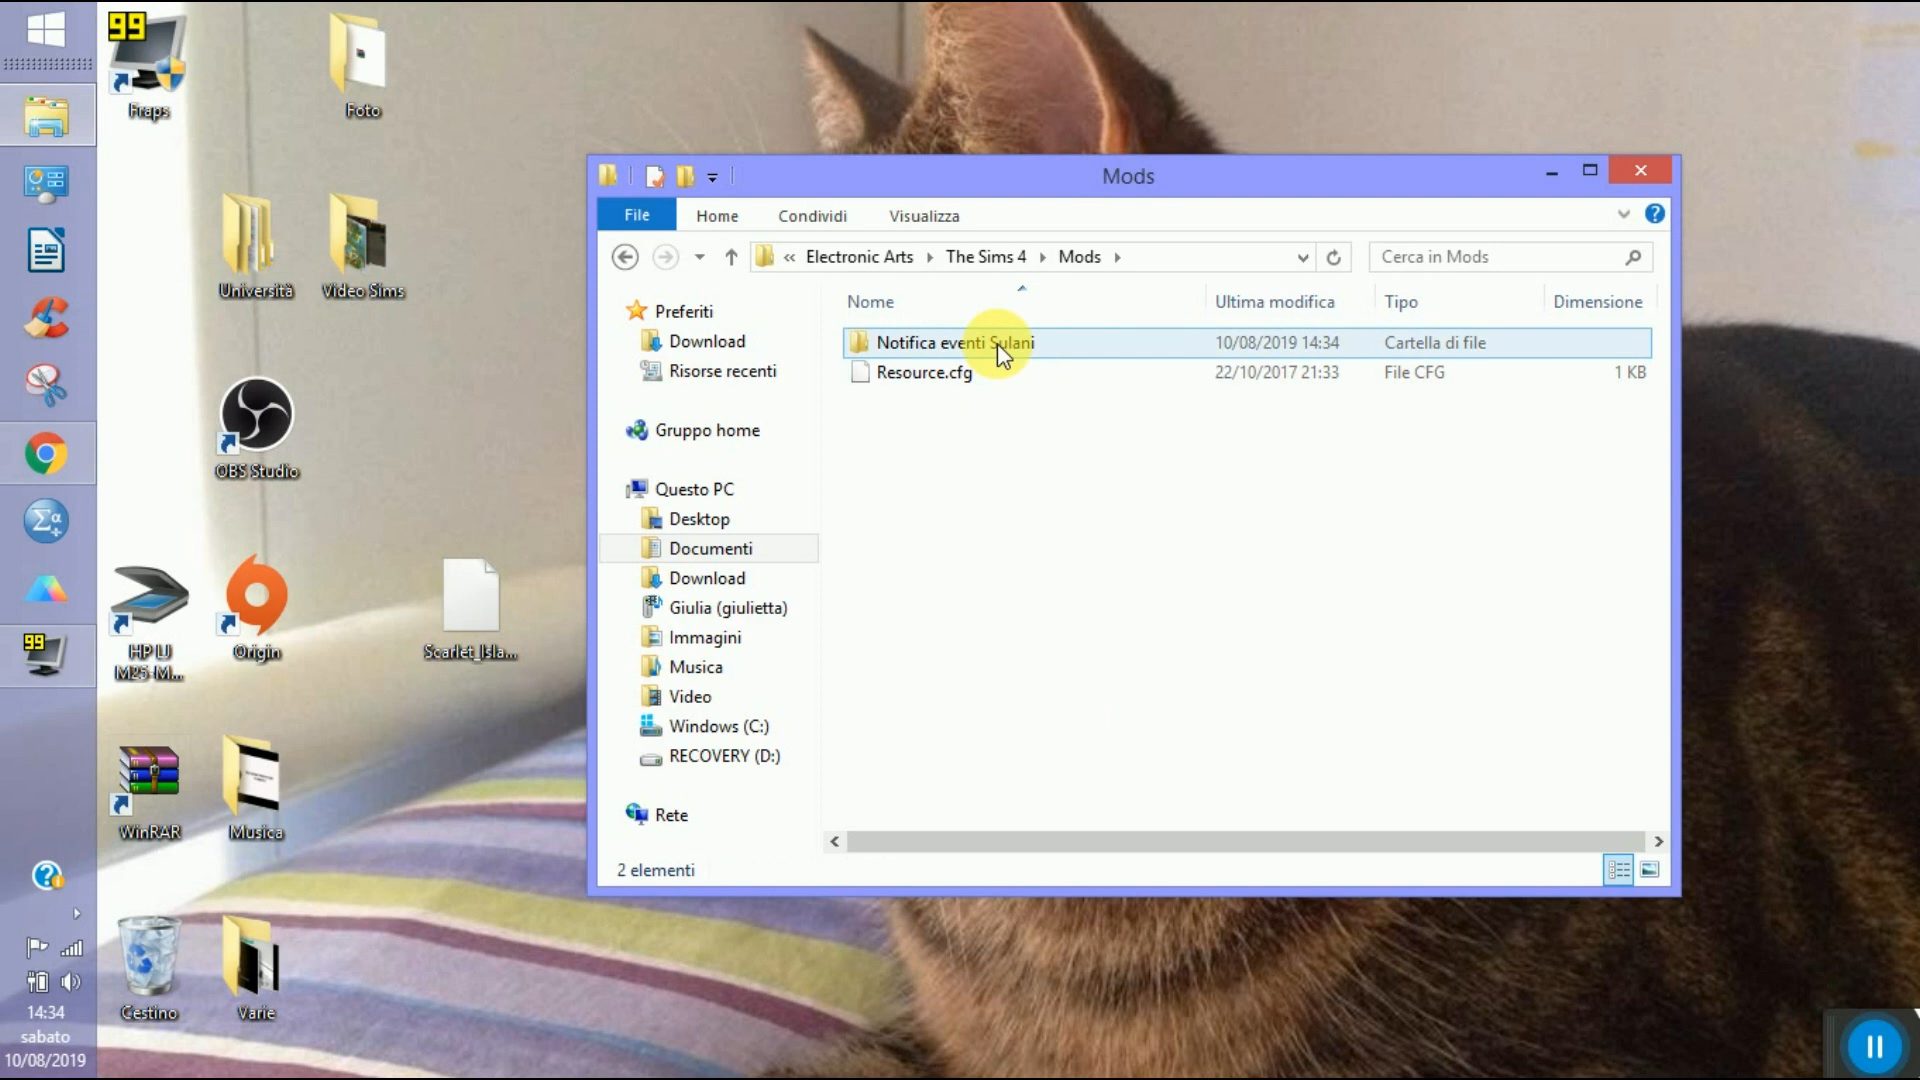 99
Fraps
Foto
Università
Video Sims
OBS Studio
HP LJ
M25-M...
Origin
Scarlet_Isla...
WinRAR
Musica
Cestino
Varie
99
14:34
sabato
10/08/2019
Mods
File
Home
Condividi
Visualizza
« Electronic Arts
The Sims 4
Mods
Cerca in Mods
Nome
Ultima modifica
Tipo
Dimensione
Notifica eventi Sulani
10/08/2019 14:34
Cartella di file
Resource.cfg
22/10/2017 21:33
File CFG
1 KB
Preferiti
Download
Risorse recenti
Gruppo home
Questo PC
Desktop
Documenti
Download
Giulia (giulietta)
Immagini
Musica
Video
Windows (C:)
RECOVERY (D:)
Rete
2 elementi